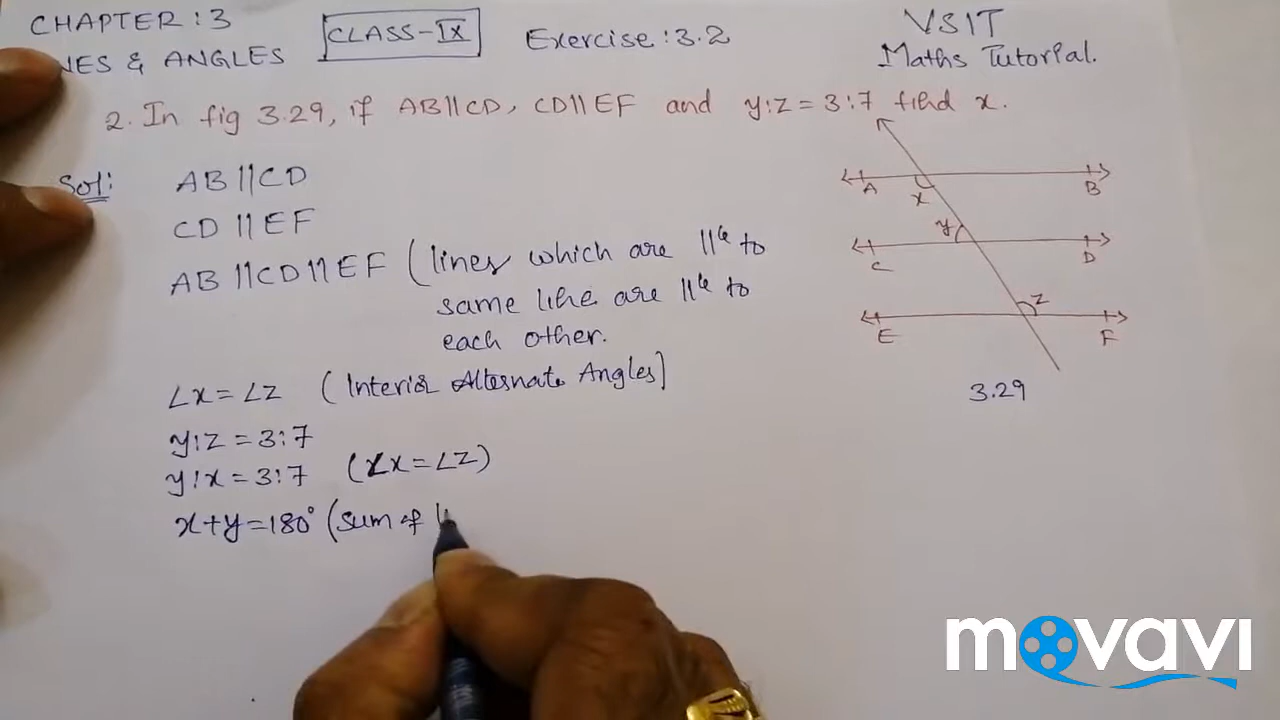 CHAPTER : 3
NES & ANGLES
CLASS-IX
Exercise : 3.2
VSIT
Maths Tutorial.
2. In fig 3.29, if AB||CD, CD||EF and y:z = 3:7 find x.
Sol:
AB||CD
CD||EF
AB||CD||EF (lines which are ||le to
same line are ||le to
each other.
∠x = ∠z (Interior Alternate Angles]
y:z = 3:7
y:x = 3:7 (∠x = ∠z)
x+y = 180° (Sum of
A
B
x
y
C
D
z
E
F
3.29
movavi